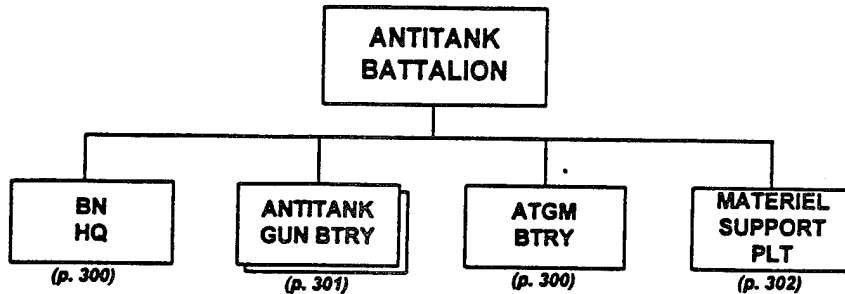 ANTITANK
BATTALION
BN
HQ
(p. 300)
ANTITANK
GUN BTRY
(p. 301)
ATGM
BTRY
(p. 300)
MATERIEL
SUPPORT
PLT
(p. 302)